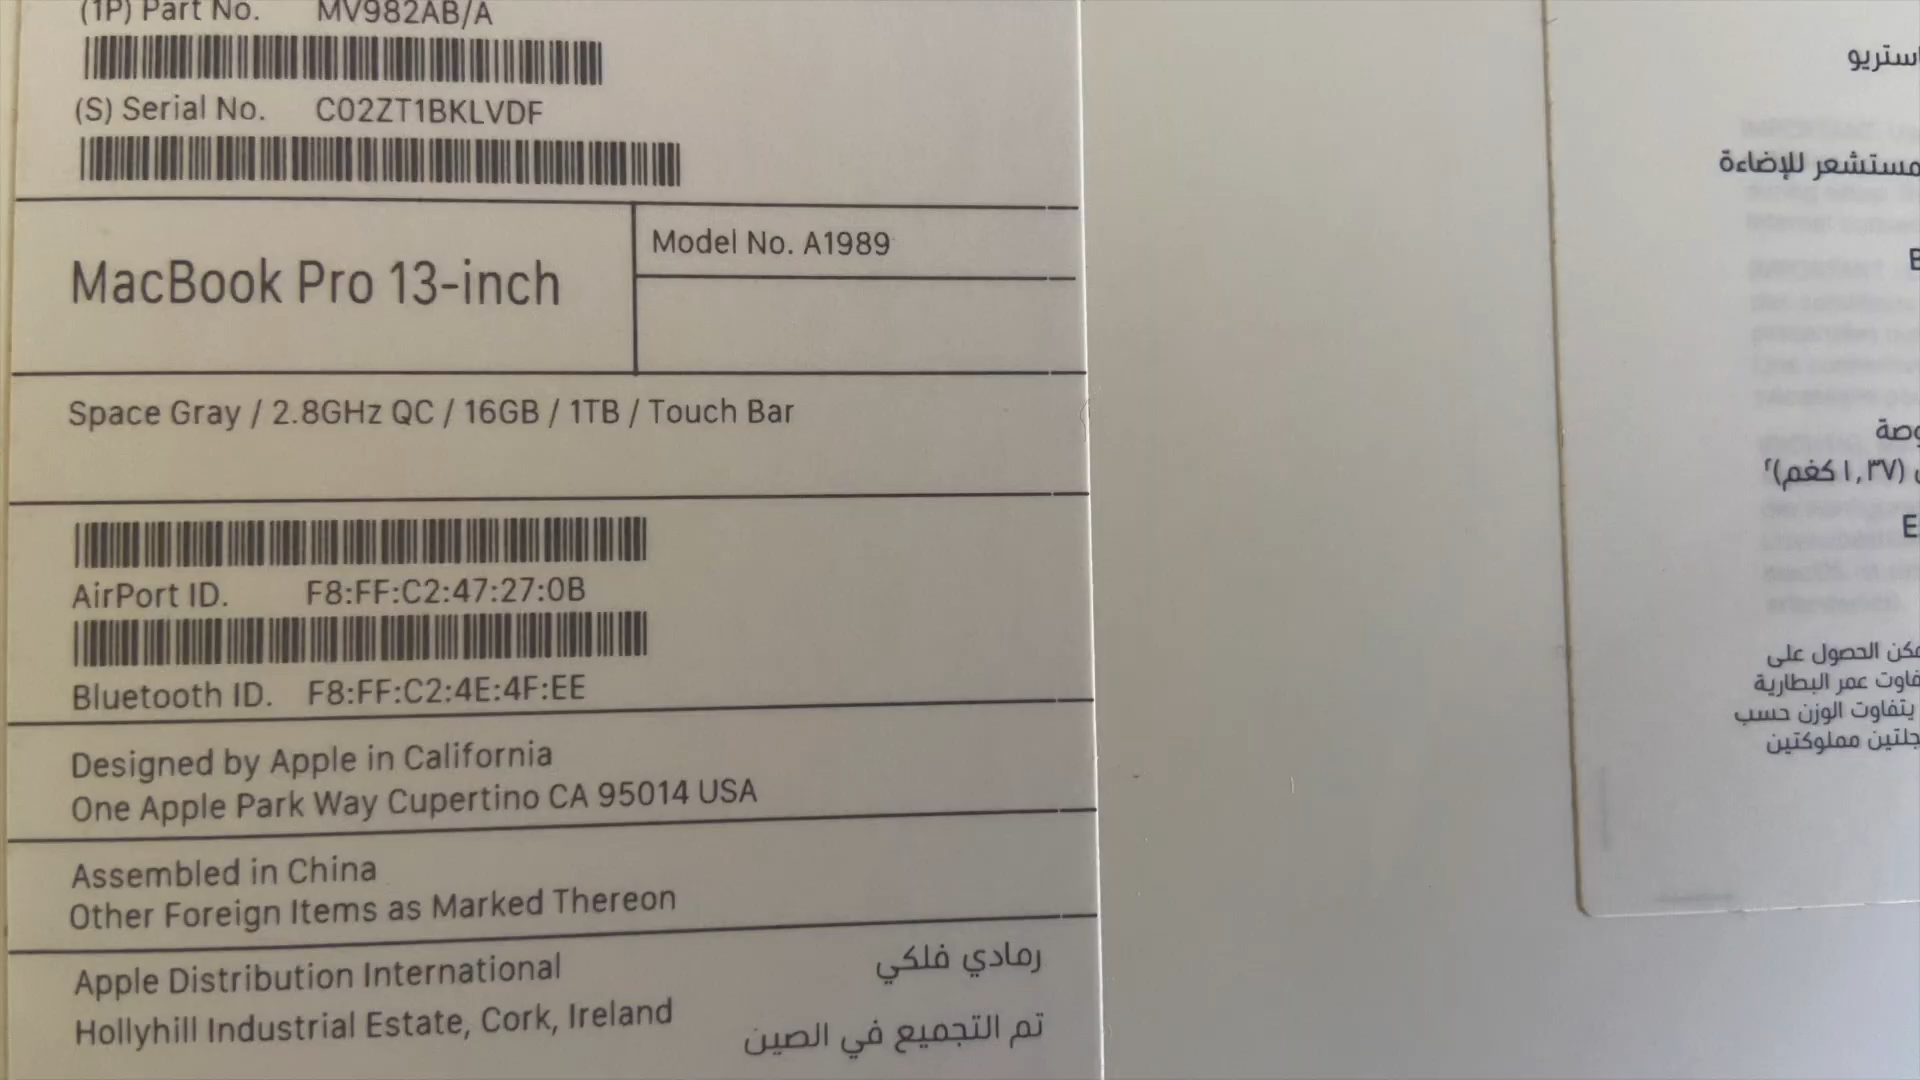 (1P) Part No. MV982AB/A
(S) Serial No. C02ZT1BKLVDF
MacBook Pro 13-inch
Model No. A1989
Space Gray / 2.8GHz QC / 16GB / 1TB / Touch Bar
AirPort ID. F8:FF:C2:47:27:0B
Bluetooth ID. F8:FF:C2:4E:4F:EE
Designed by Apple in California
One Apple Park Way Cupertino CA 95014 USA
Assembled in China
Other Foreign Items as Marked Thereon
Apple Distribution International
Hollyhill Industrial Estate, Cork, Ireland
رمادي فلكي
تم التجميع في الصين
استريو
مستشعر للإضاءة
(١,٣٧ كغم)٢
يمكن الحصول على
عمر البطارية
يتفاوت الوزن حسب
مملوكتين